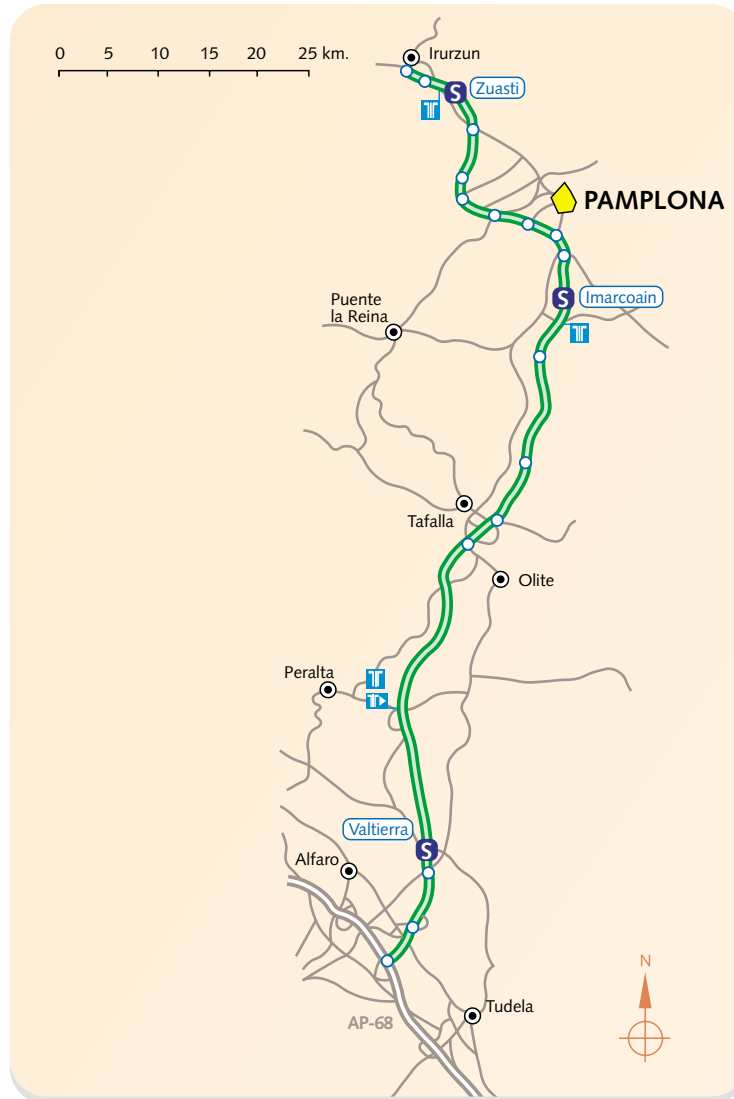 0 5 10 15 20 25 km.
Irurzun
S Zuasti
PAMPLONA
S Imarcoain
Puente
la Reina
Tafalla
Olite
Peralta
Valtierra
S
Alfaro
N
Tudela
AP-68